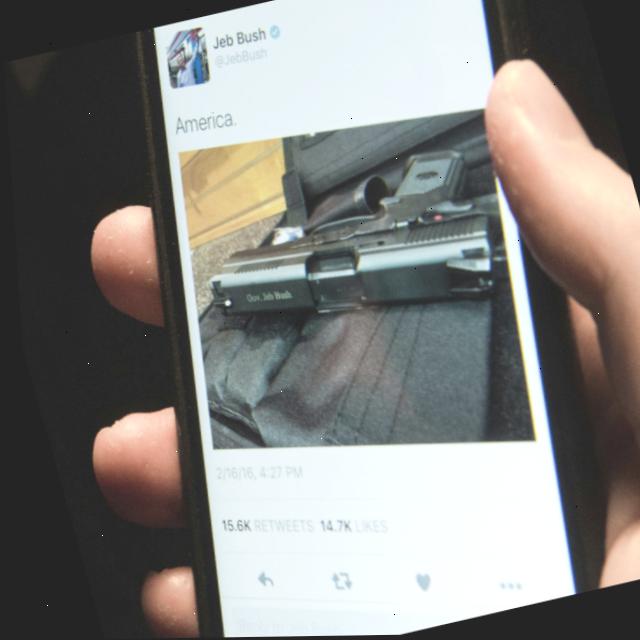 Jeb Bush
@JebBush
America.
Gov. Jeb Bush
2/16/16, 4:27 PM
15.6K RETWEETS 14.7K LIKES